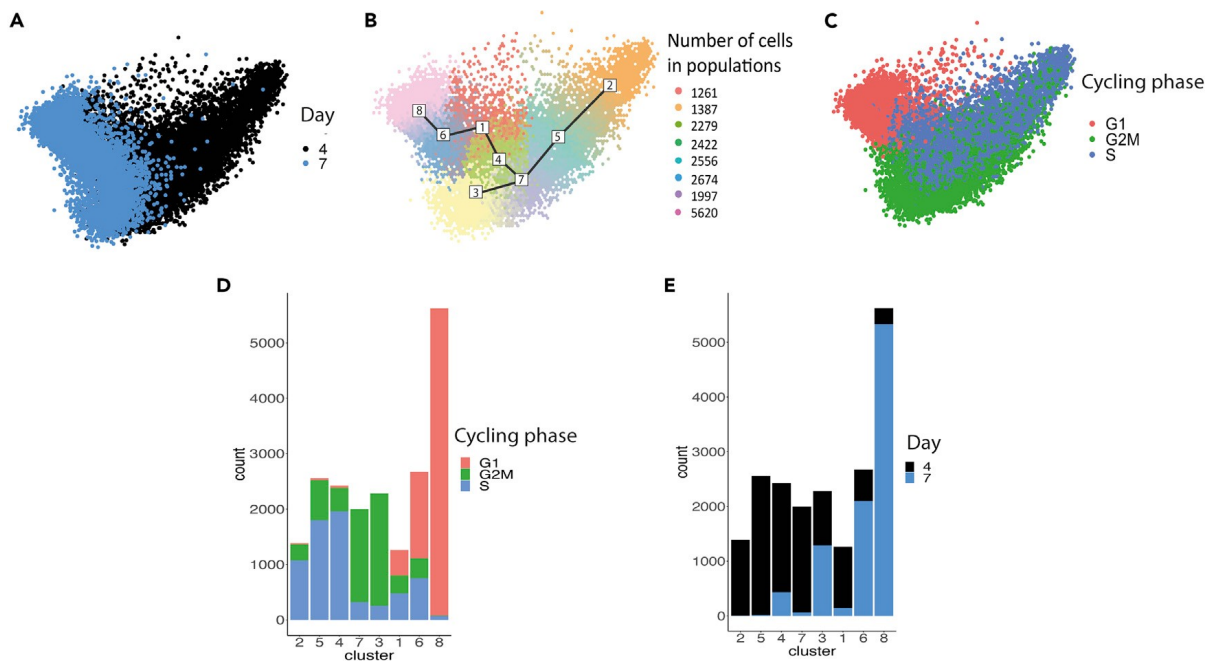 A
Day
4
7
B
Number of cells
in populations
1261
1387
2279
2422
2556
2674
1997
5620
8
6
1
4
3
7
5
2
C
Cycling phase
G1
G2M
S
D
5000
4000
3000
2000
1000
0
count
2 5 4 7 3 1 6 8
cluster
Cycling phase
G1
G2M
S
E
5000
4000
3000
2000
1000
0
count
2 5 4 7 3 1 6 8
cluster
Day
4
7